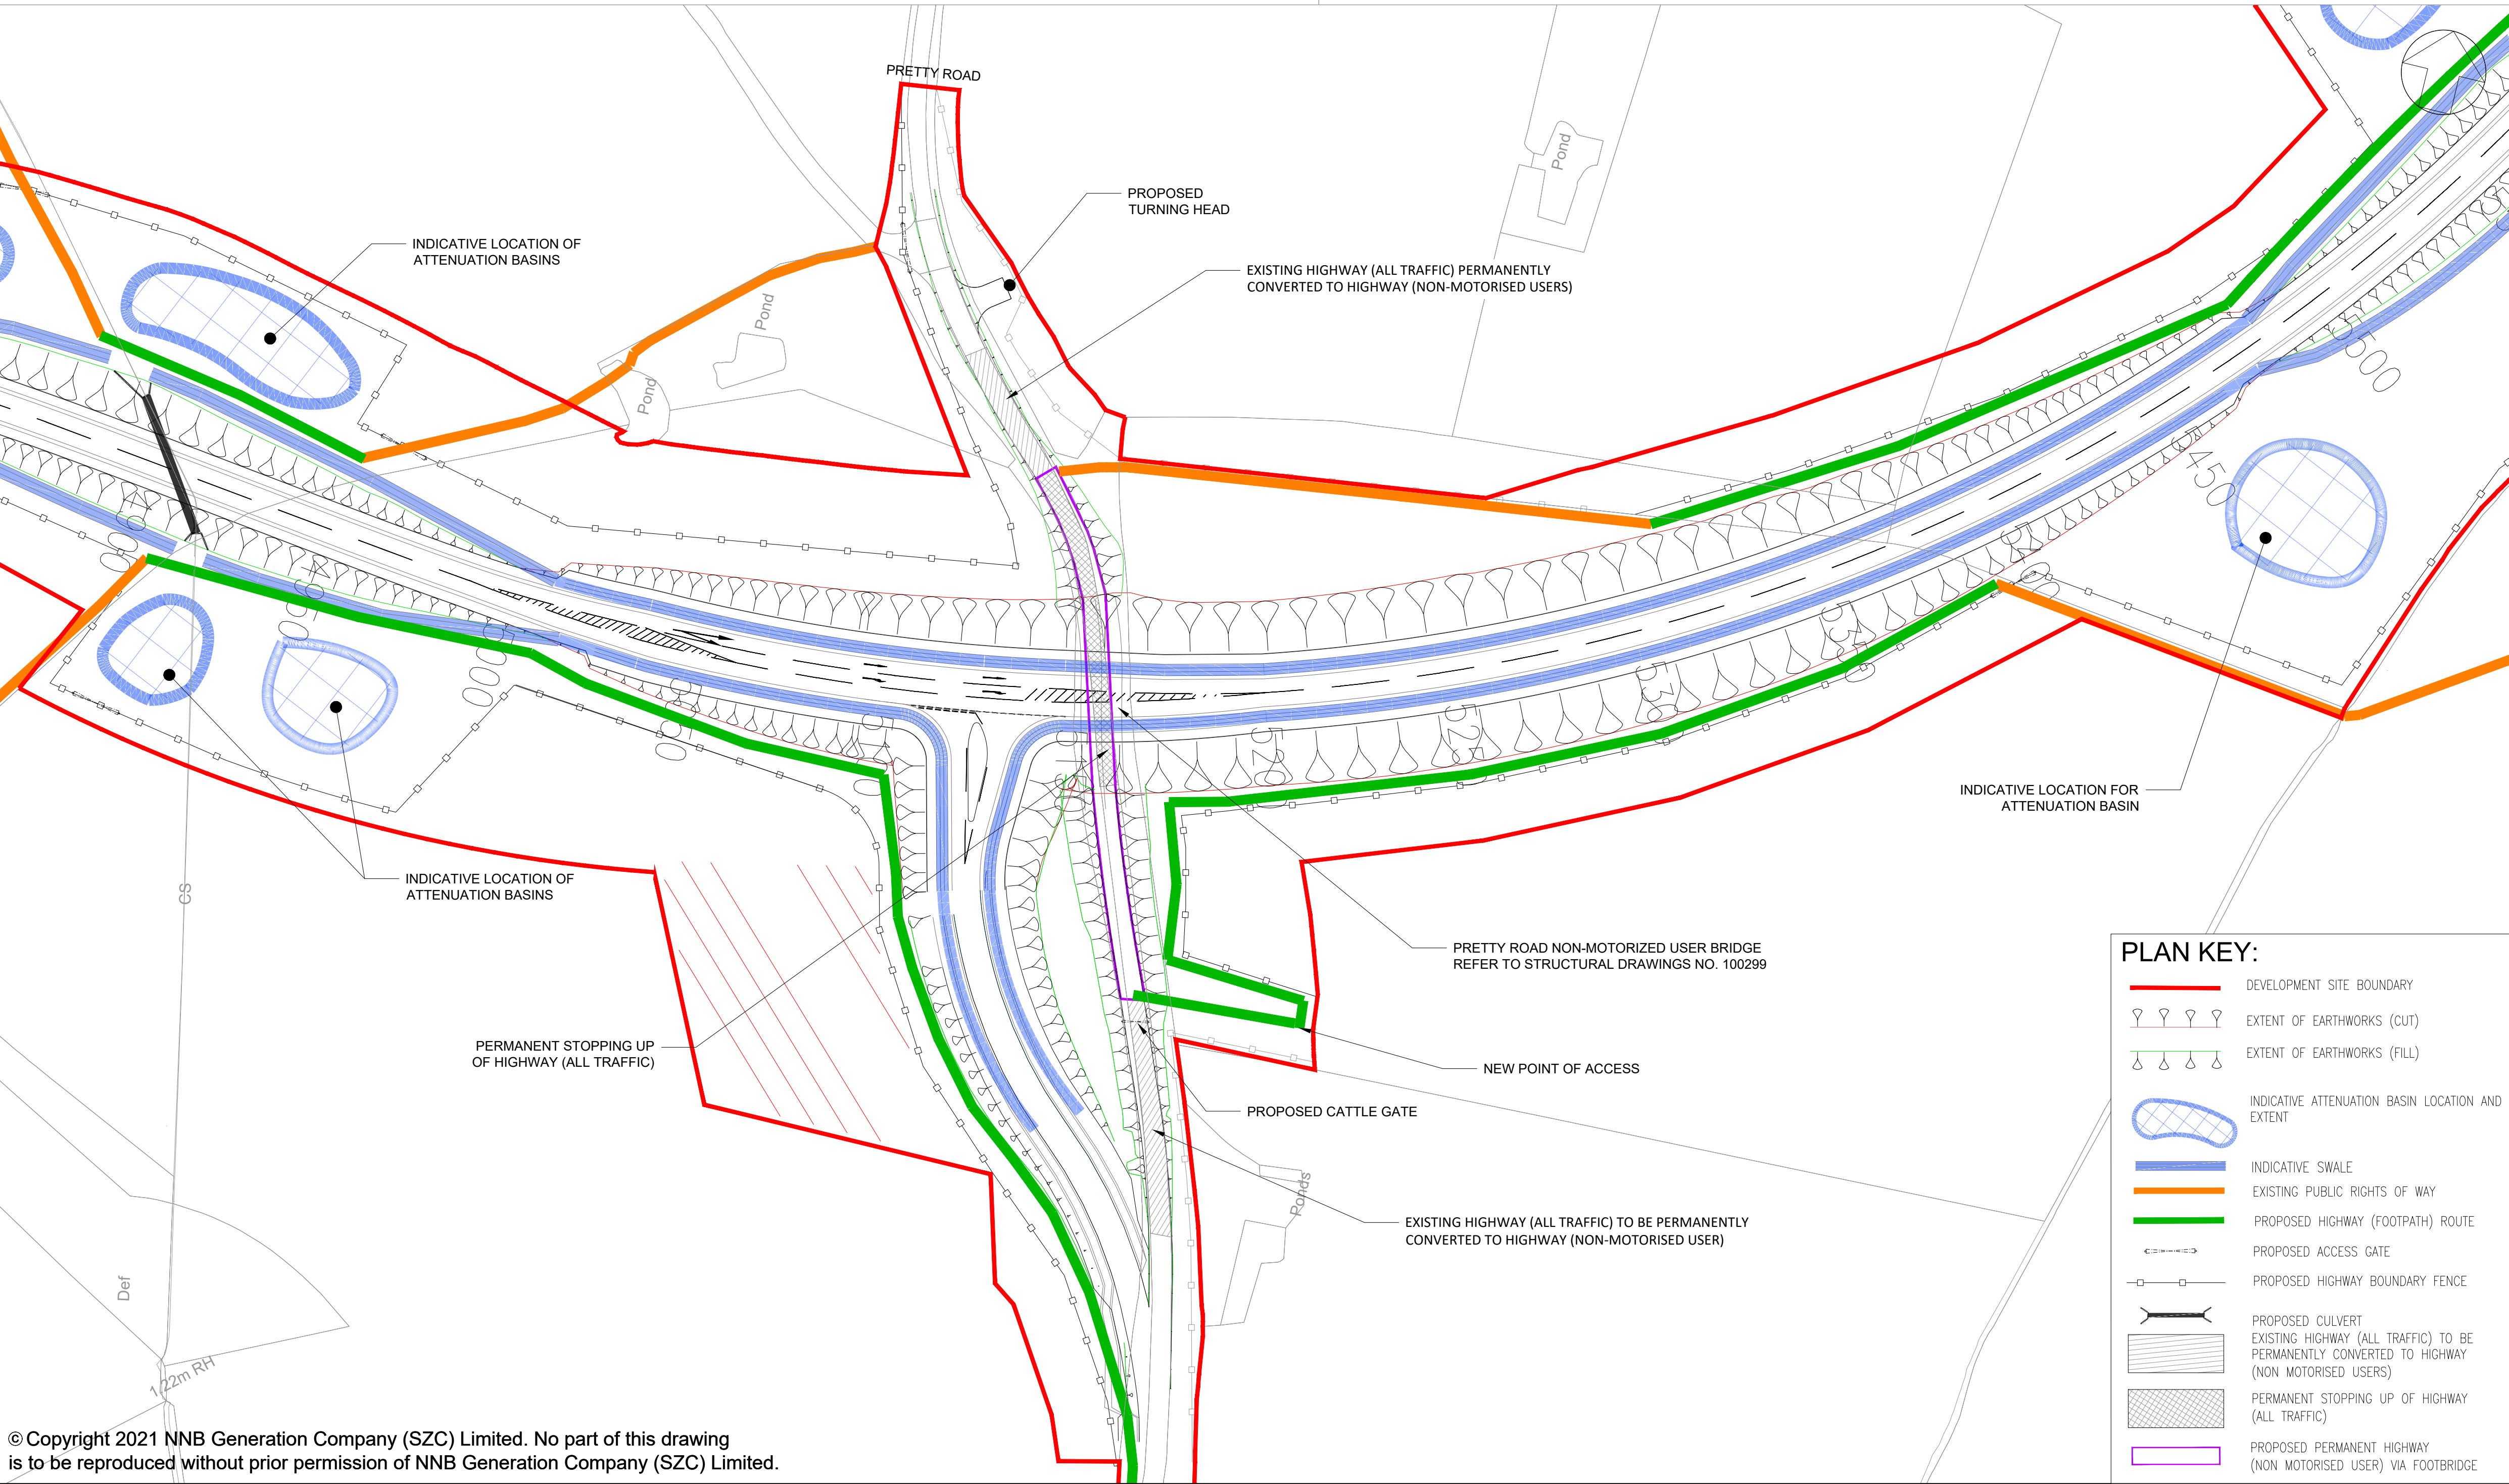 PRETTY ROAD
PROPOSED
TURNING HEAD
Pond
INDICATIVE LOCATION OF
ATTENUATION BASINS
EXISTING HIGHWAY (ALL TRAFFIC) PERMANENTLY
CONVERTED TO HIGHWAY (NON-MOTORISED USERS)
Pond
Pond
5500
5450
INDICATIVE LOCATION FOR
ATTENUATION BASIN
INDICATIVE LOCATION OF
ATTENUATION BASINS
CS
PRETTY ROAD NON-MOTORIZED USER BRIDGE
REFER TO STRUCTURAL DRAWINGS NO. 100299
PERMANENT STOPPING UP
OF HIGHWAY (ALL TRAFFIC)
NEW POINT OF ACCESS
PROPOSED CATTLE GATE
Ponds
EXISTING HIGHWAY (ALL TRAFFIC) TO BE PERMANENTLY
CONVERTED TO HIGHWAY (NON-MOTORISED USER)
Def
1.22m RH
PLAN KEY:
DEVELOPMENT SITE BOUNDARY
EXTENT OF EARTHWORKS (CUT)
EXTENT OF EARTHWORKS (FILL)
INDICATIVE ATTENUATION BASIN LOCATION AND
EXTENT
INDICATIVE SWALE
EXISTING PUBLIC RIGHTS OF WAY
PROPOSED HIGHWAY (FOOTPATH) ROUTE
PROPOSED ACCESS GATE
PROPOSED HIGHWAY BOUNDARY FENCE
PROPOSED CULVERT
EXISTING HIGHWAY (ALL TRAFFIC) TO BE
PERMANENTLY CONVERTED TO HIGHWAY
(NON MOTORISED USERS)
PERMANENT STOPPING UP OF HIGHWAY
(ALL TRAFFIC)
PROPOSED PERMANENT HIGHWAY
(NON MOTORISED USER) VIA FOOTBRIDGE
© Copyright 2021 NNB Generation Company (SZC) Limited. No part of this drawing
is to be reproduced without prior permission of NNB Generation Company (SZC) Limited.